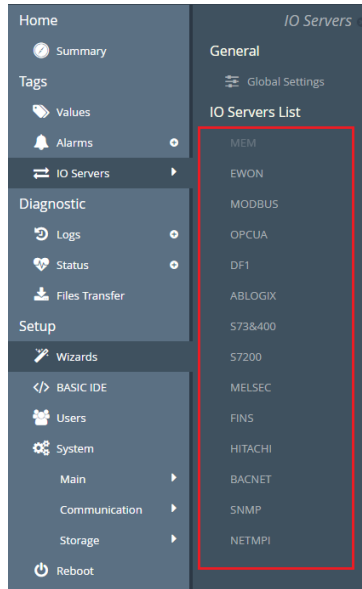 Home
Summary
Tags
Values
Alarms
IO Servers
Diagnostic
Logs
Status
Files Transfer
Setup
Wizards
</> BASIC IDE
Users
System
Main
Communication
Storage
Reboot
IO Servers
General
Global Settings
IO Servers List
MEM
EWON
MODBUS
OPCUA
DF1
ABLOGIX
S73&400
S7200
MELSEC
FINS
HITACHI
BACNET
SNMP
NETMPI